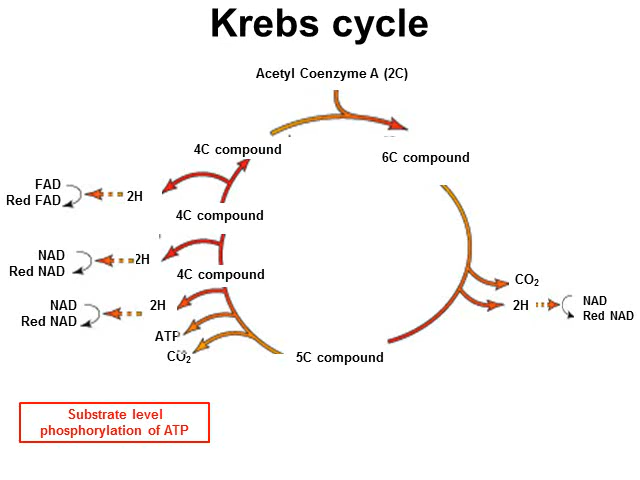 Krebs cycle
Acetyl Coenzyme A (2C)
4C compound
6C compound
FAD
Red FAD
2H
4C compound
NAD
Red NAD
2H
4C compound
NAD
Red NAD
2H
ATP
CO₂
5C compound
CO₂
2H
NAD
Red NAD
Substrate level
phosphorylation of ATP